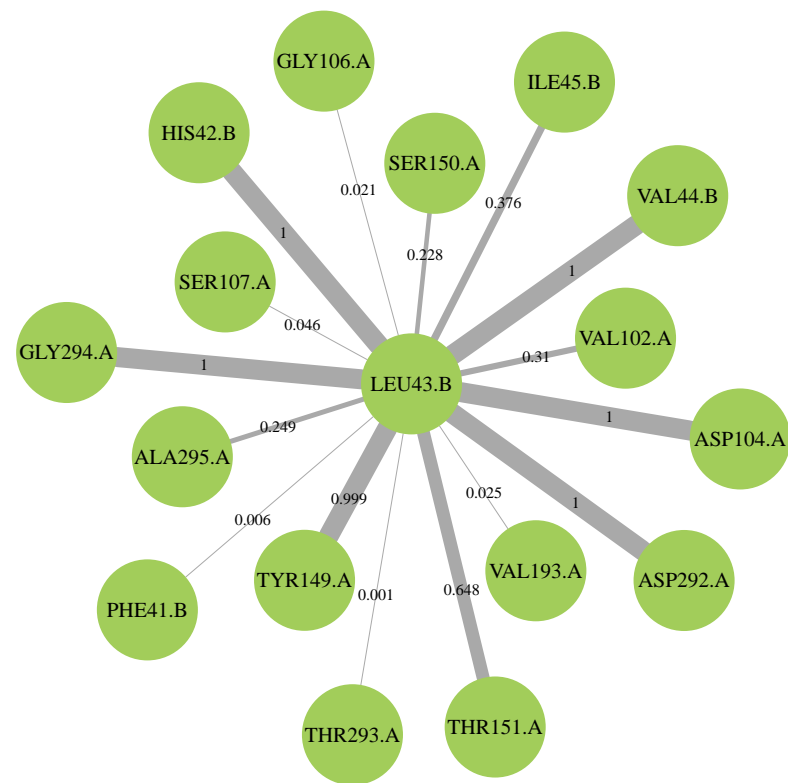 GLY106.A
ILE45.B
HIS42.B
SER150.A
0.021
VAL44.B
0.376
1
0.228
1
SER107.A
0.046
VAL102.A
0.31
GLY294.A
1
LEU43.B
1
ASP104.A
0.249
ALA295.A
0.999
0.025
1
0.006
VAL193.A
TYR149.A
ASP292.A
0.001
0.648
PHE41.B
THR151.A
THR293.A